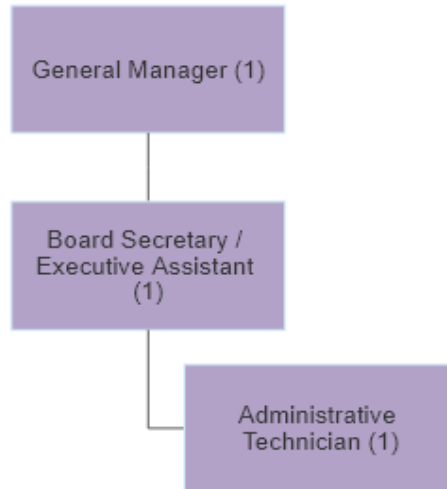 General Manager (1)
Board Secretary /
Executive Assistant
(1)
Administrative
Technician (1)